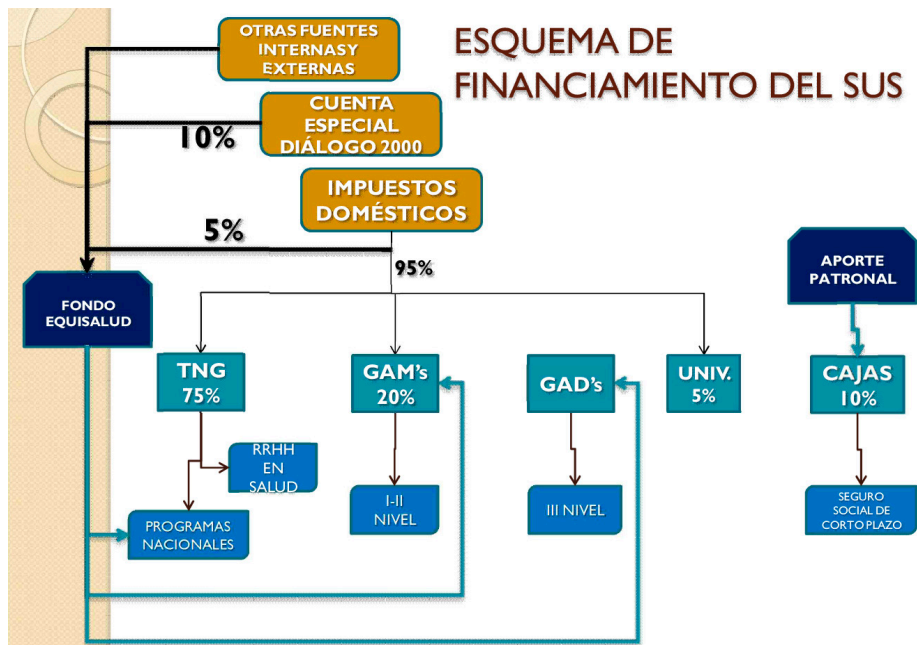 ESQUEMA DE
FINANCIAMIENTO DEL SUS
OTRAS FUENTES
INTERNAS Y
EXTERNAS
CUENTA
ESPECIAL
DIÁLOGO 2000
10%
IMPUESTOS
DOMÉSTICOS
5%
95%
APORTE
PATRONAL
FONDO
EQUISALUD
TNG
75%
GAM's
20%
GAD's
UNIV.
5%
CAJAS
10%
RRHH
EN
SALUD
PROGRAMAS
NACIONALES
I-II
NIVEL
III NIVEL
SEGURO
SOCIAL DE
CORTO PLAZO